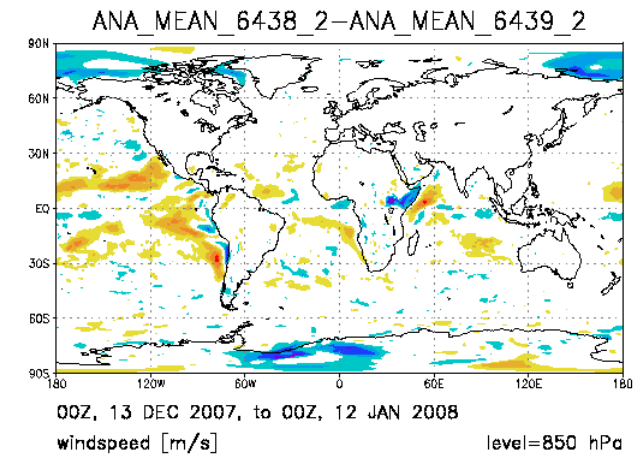 ANA_MEAN_6438_2-ANA_MEAN_6439_2
90N
60N
30N
EQ
30S
60S
90S
180 120W 60W 0 60E 120E 180
00Z, 13 DEC 2007, to 00Z, 12 JAN 2008
windspeed [m/s] level=850 hPa